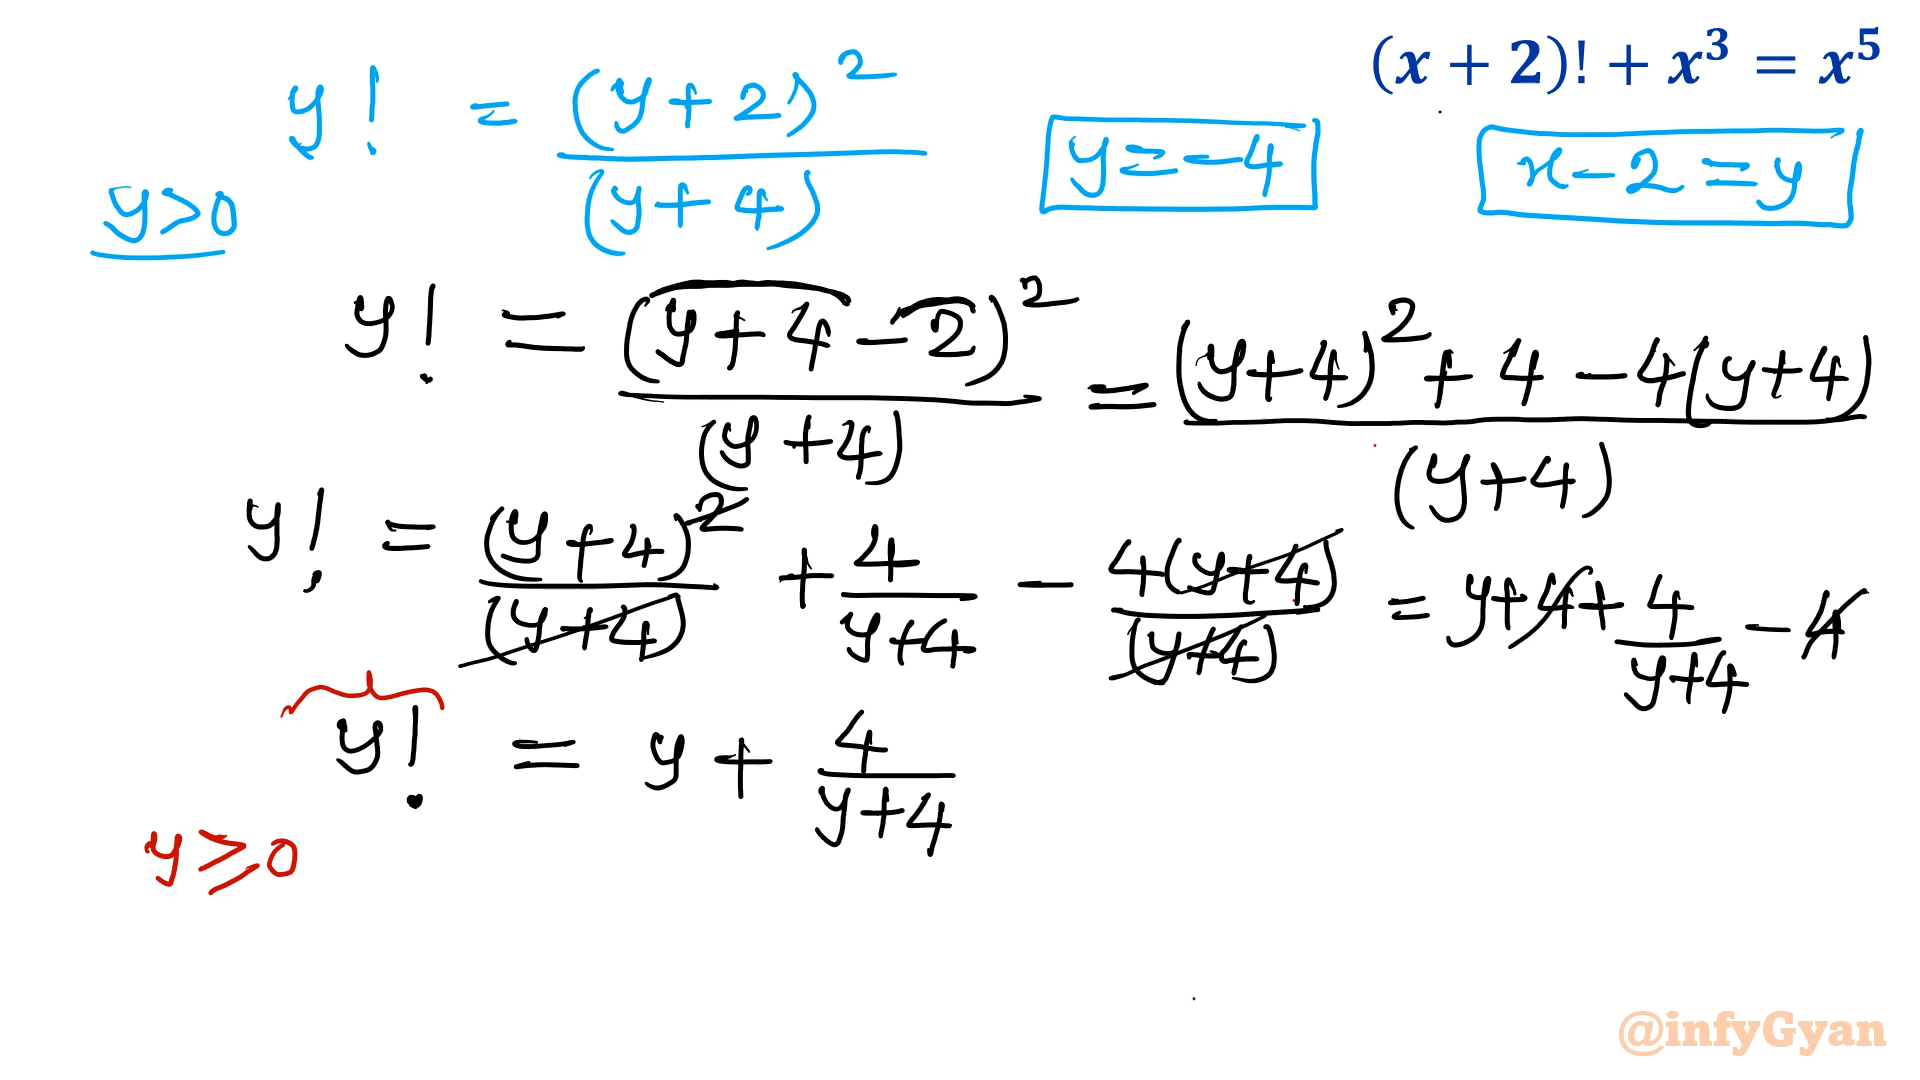 (x + 2)! + x³ = x⁵
y! = (y+2)² / (y+4)
y = -4
x - 2 = y
y > 0
y! = (y+4-2)² / (y+4) = ((y+4)² + 4 - 4(y+4)) / (y+4)
y! = (y+4)² / (y+4) + 4 / (y+4) - 4(y+4) / (y+4) = y + 4 + 4 / (y+4) - 4
y! = y + 4 / (y+4)
y ⩾ 0
@infyGyan